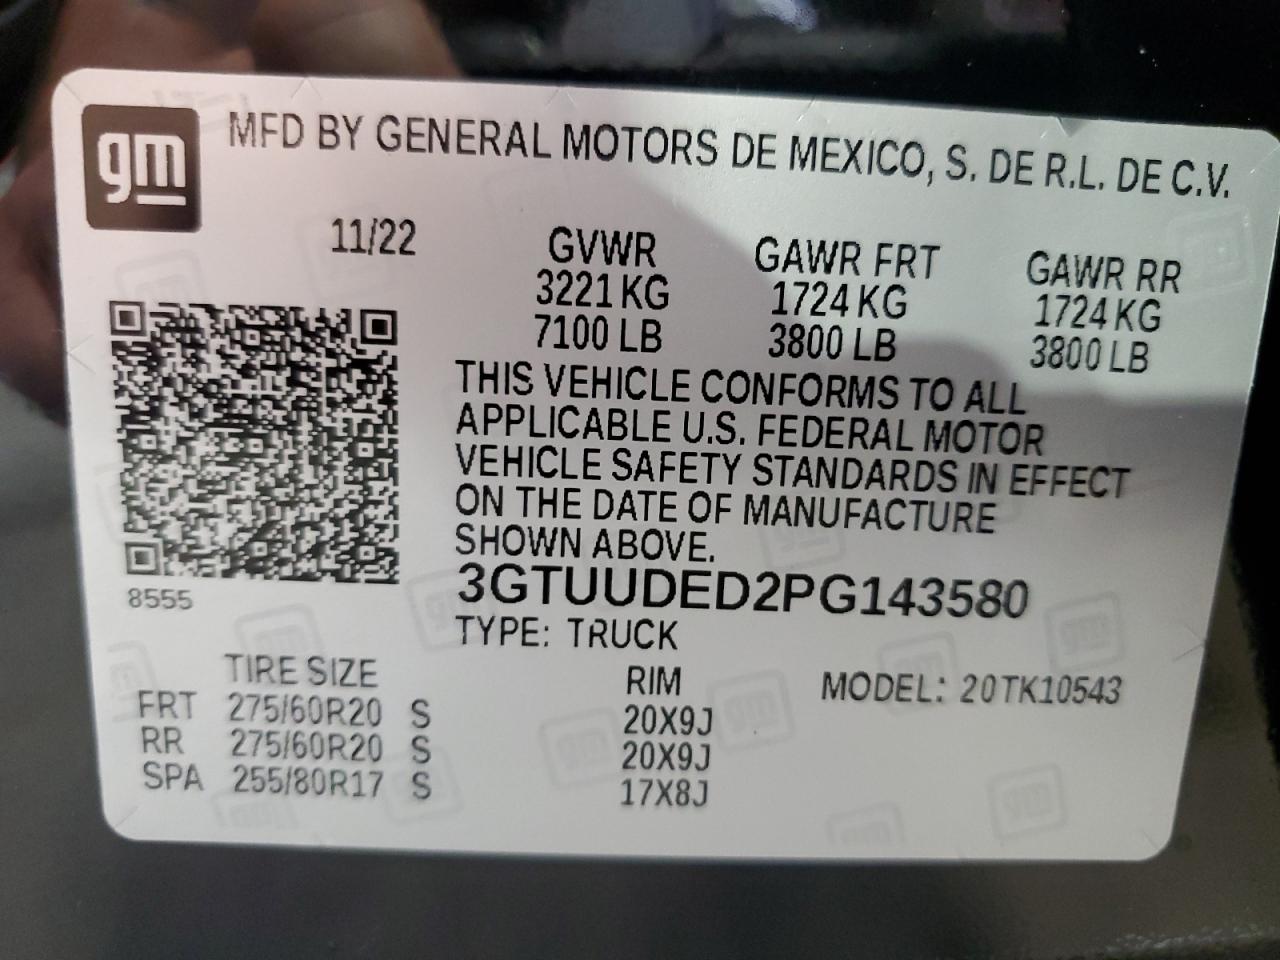 gm
MFD BY GENERAL MOTORS DE MEXICO, S. DE R.L. DE C.V.
11/22
GVWR GAWR FRT GAWR RR
3221 KG 1724 KG 1724 KG
7100 LB 3800 LB 3800 LB
THIS VEHICLE CONFORMS TO ALL
APPLICABLE U.S. FEDERAL MOTOR
VEHICLE SAFETY STANDARDS IN EFFECT
ON THE DATE OF MANUFACTURE
SHOWN ABOVE.
3GTUUDED2PG143580
8555
TYPE: TRUCK
TIRE SIZE RIM MODEL: 20TK10543
FRT 275/60R20 S 20X9J
RR 275/60R20 S 20X9J
SPA 255/80R17 S 17X8J